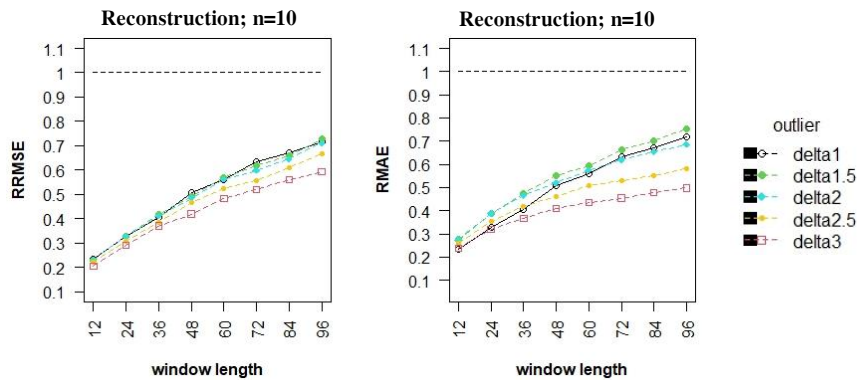 Reconstruction; n=10
RRMSE
1.1
1
0.9
0.8
0.7
0.6
0.5
0.4
0.3
0.2
0.1
12 24 36 48 60 72 84 96
window length
Reconstruction; n=10
RMAE
1.1
1
0.9
0.8
0.7
0.6
0.5
0.4
0.3
0.2
0.1
12 24 36 48 60 72 84 96
window length
outlier
delta1
delta1.5
delta2
delta2.5
delta3